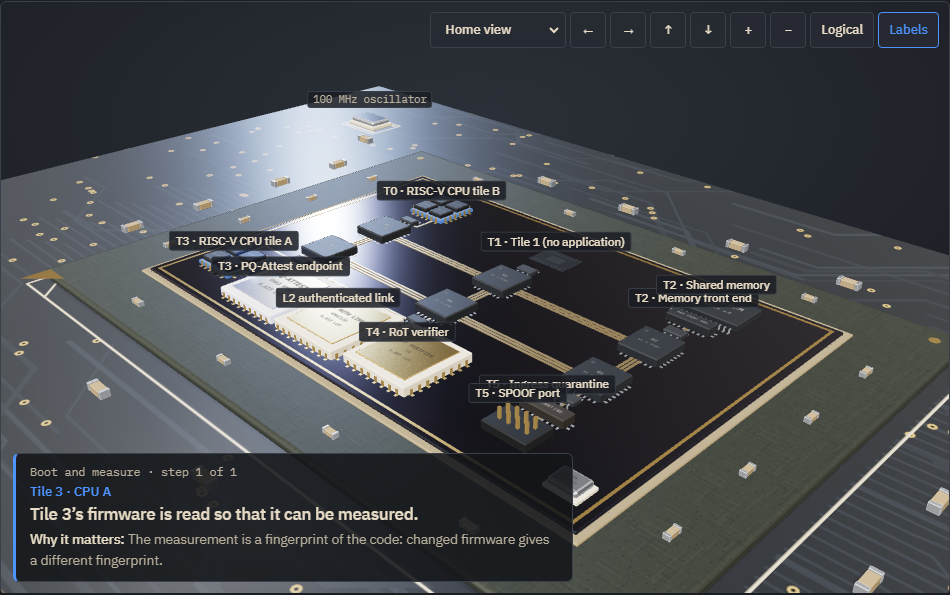 Home view
←
→
↑
↓
+
−
Logical
Labels
100 MHz oscillator
T0 · RISC-V CPU tile B
T3 · RISC-V CPU tile A
T1 · Tile 1 (no application)
T3 · PQ-Attest endpoint
T2 · Shared memory
L2 authenticated link
T2 · Memory front end
T4 · RoT verifier
quarantine
T5 · SPOOF port
Boot and measure · step 1 of 1
Tile 3 · CPU A
Tile 3’s firmware is read so that it can be measured.
Why it matters: The measurement is a fingerprint of the code: changed firmware gives
a different fingerprint.